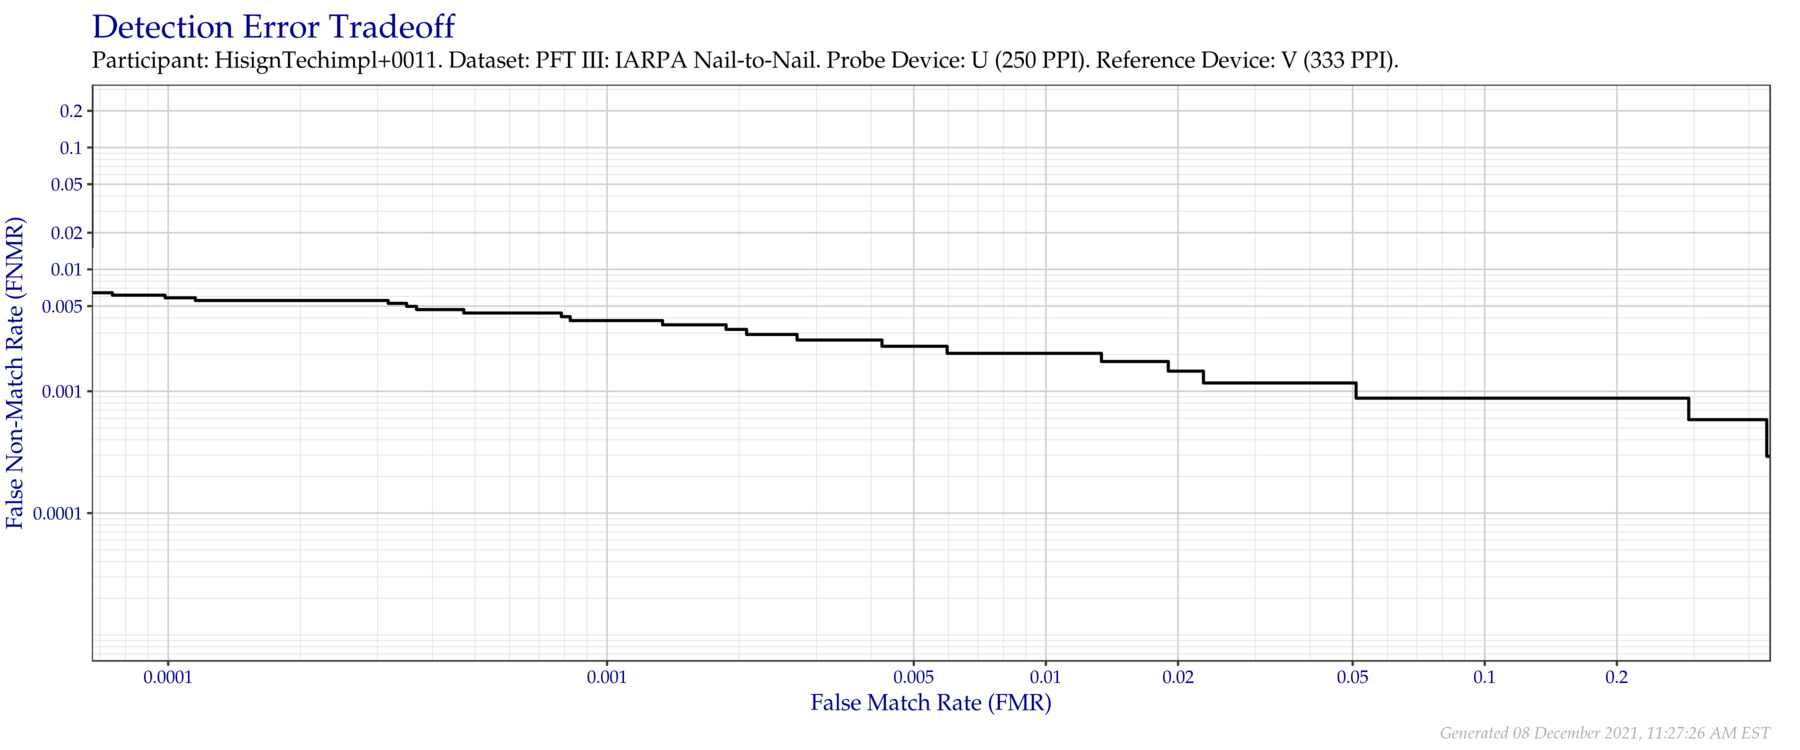 Detection Error Tradeoff
Participant: HisignTechimpl+0011. Dataset: PFT III: IARPA Nail-to-Nail. Probe Device: U (250 PPI). Reference Device: V (333 PPI).
False Non-Match Rate (FNMR)
0.2
0.1
0.05
0.02
0.01
0.005
0.001
0.0001
0.0001 0.001 0.005 0.01 0.02 0.05 0.1 0.2
False Match Rate (FMR)
Generated 08 December 2021, 11:27:26 AM EST